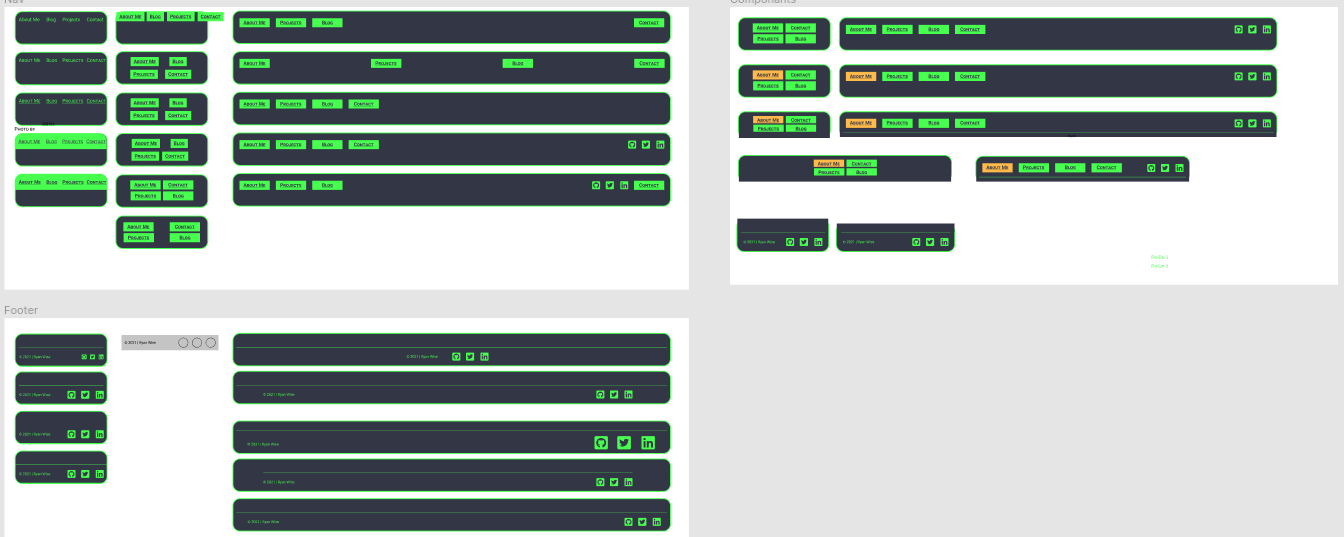 Nav
About Me Blog Projects Contact
About Me Blog Projects Contact
About Me Blog Projects Contact
Photo by
About Me Blog Projects Contact
About Me Blog Projects Contact
About Me Blog Projects Contact
About Me Blog
Projects Contact
About Me Blog
Projects Contact
About Me Blog
Projects Contact
About Me Contact
Projects Blog
About Me Contact
Projects Blog
About Me Projects Blog Contact
About Me Projects Blog Contact
About Me Projects Blog Contact
About Me Projects Blog Contact
About Me Projects Blog Contact
Componants
About Me Contact
Projects Blog
About Me Projects Blog Contact
About Me Contact
Projects Blog
About Me Projects Blog Contact
About Me Contact
Projects Blog
About Me Projects Blog Contact
About Me Contact
Projects Blog
About Me Projects Blog Contact
© 2021 | Ryan Wise
© 2021 | Ryan Wise
Footer
© 2021 | Ryan Wise
© 2021 | Ryan Wise
© 2021 | Ryan Wise
© 2021 | Ryan Wise
© 2021 | Ryan Wise
© 2021 | Ryan Wise
© 2021 | Ryan Wise
© 2021 | Ryan Wise
© 2021 | Ryan Wise
© 2021 | Ryan Wise